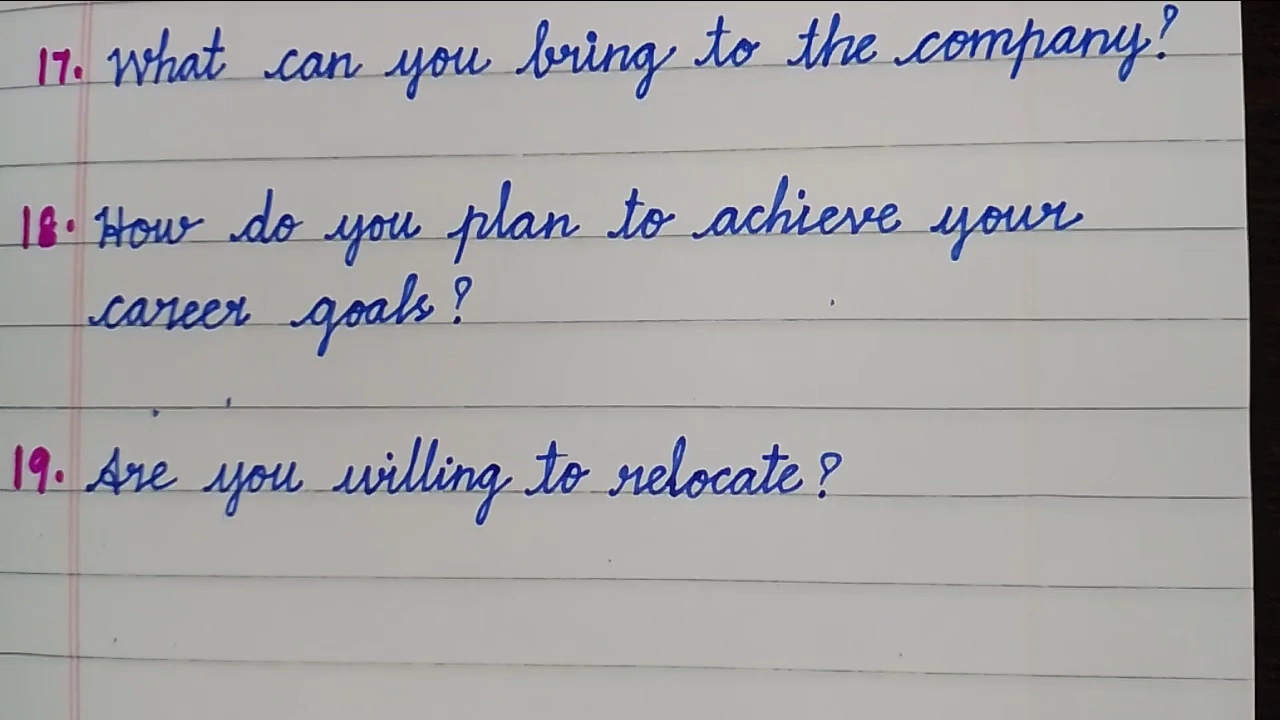 17. What can you bring to the company?
18. How do you plan to achieve your
career goals?
19. Are you willing to relocate?